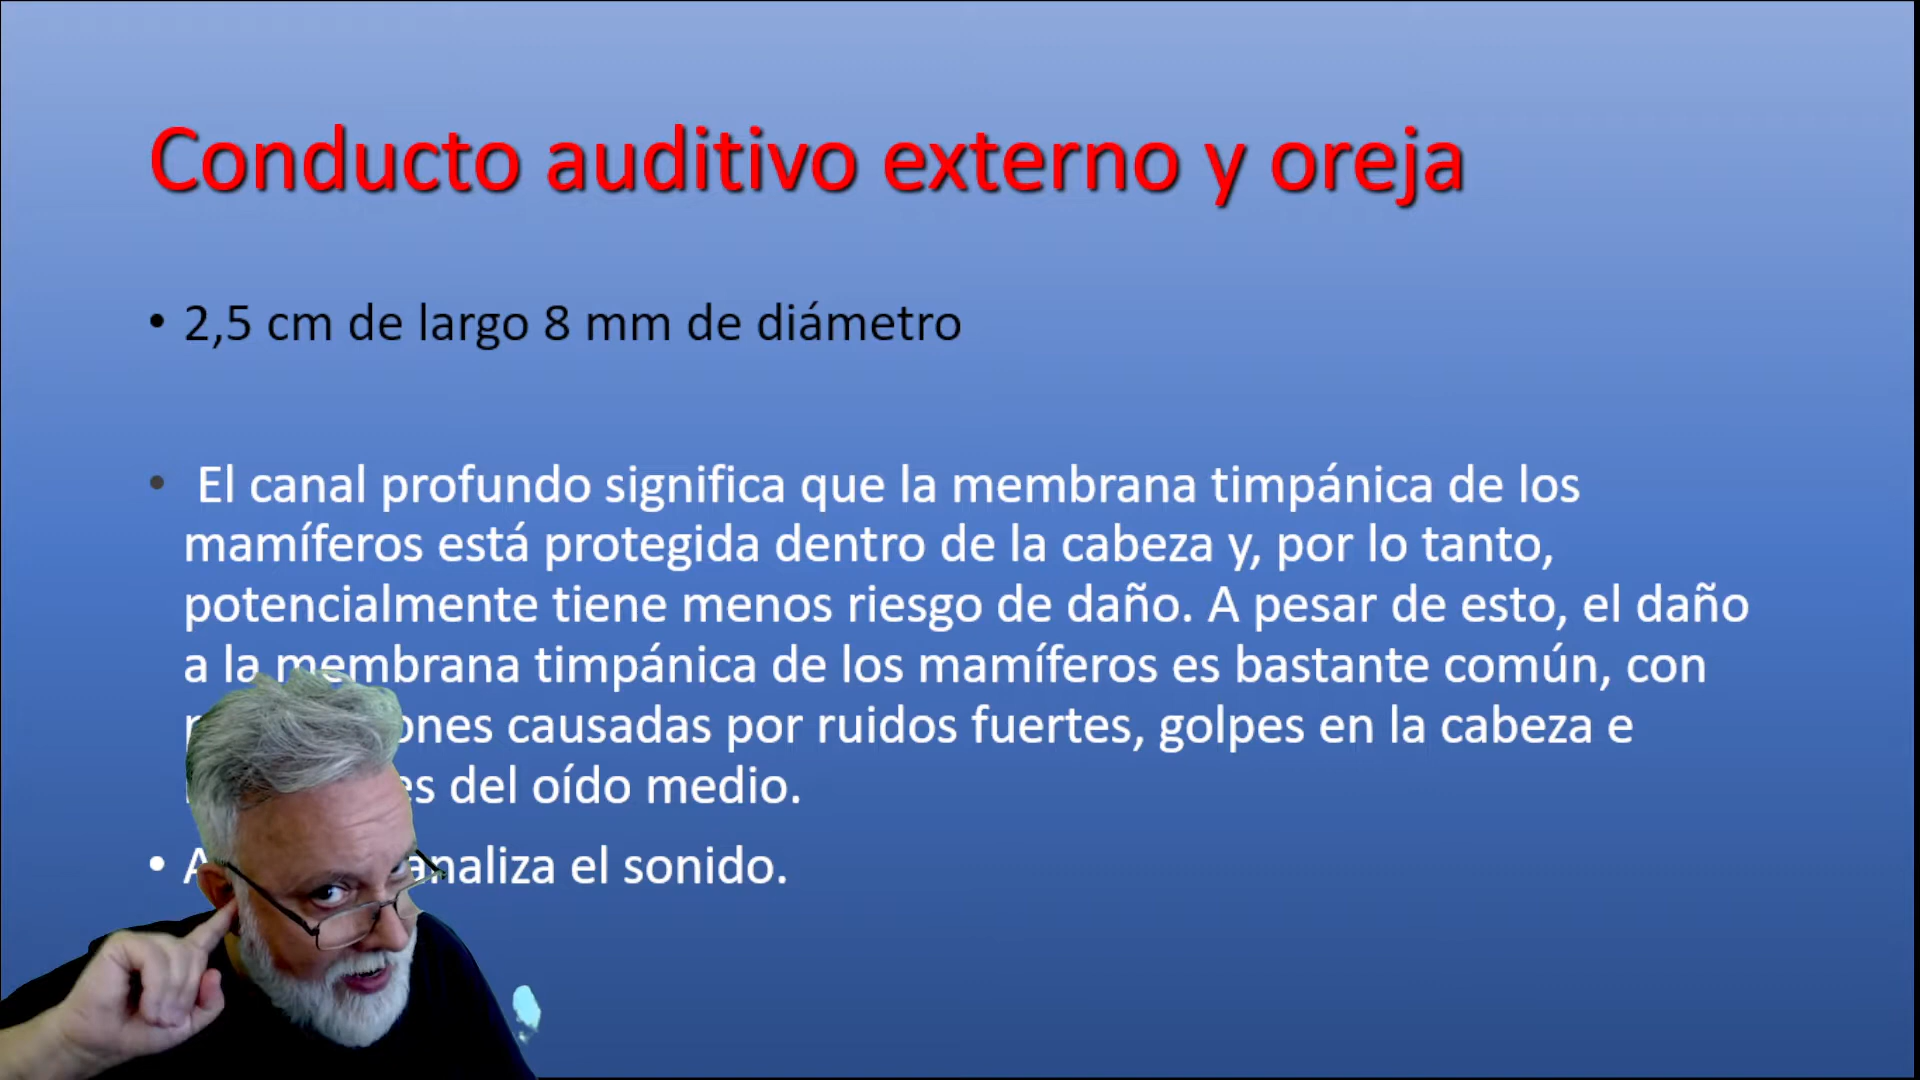 Conducto auditivo externo y oreja
• 2,5 cm de largo 8 mm de diámetro
• El canal profundo significa que la membrana timpánica de los
mamíferos está protegida dentro de la cabeza y, por lo tanto,
potencialmente tiene menos riesgo de daño. A pesar de esto, el daño
a la membrana timpánica de los mamíferos es bastante común, con
causadas por ruidos fuertes, golpes en la cabeza e
del oído medio.
• el sonido.